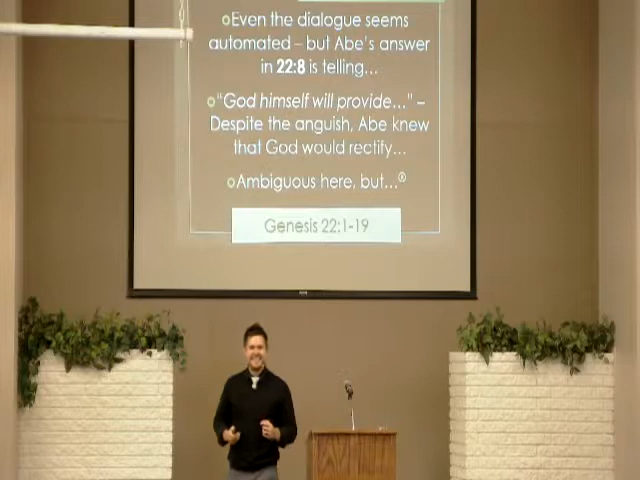 Even the dialogue seems
automated – but Abe's answer
in 22:8 is telling…
"God himself will provide…" –
Despite the anguish, Abe knew
that God would rectify…
Ambiguous here, but…®
Genesis 22:1-19